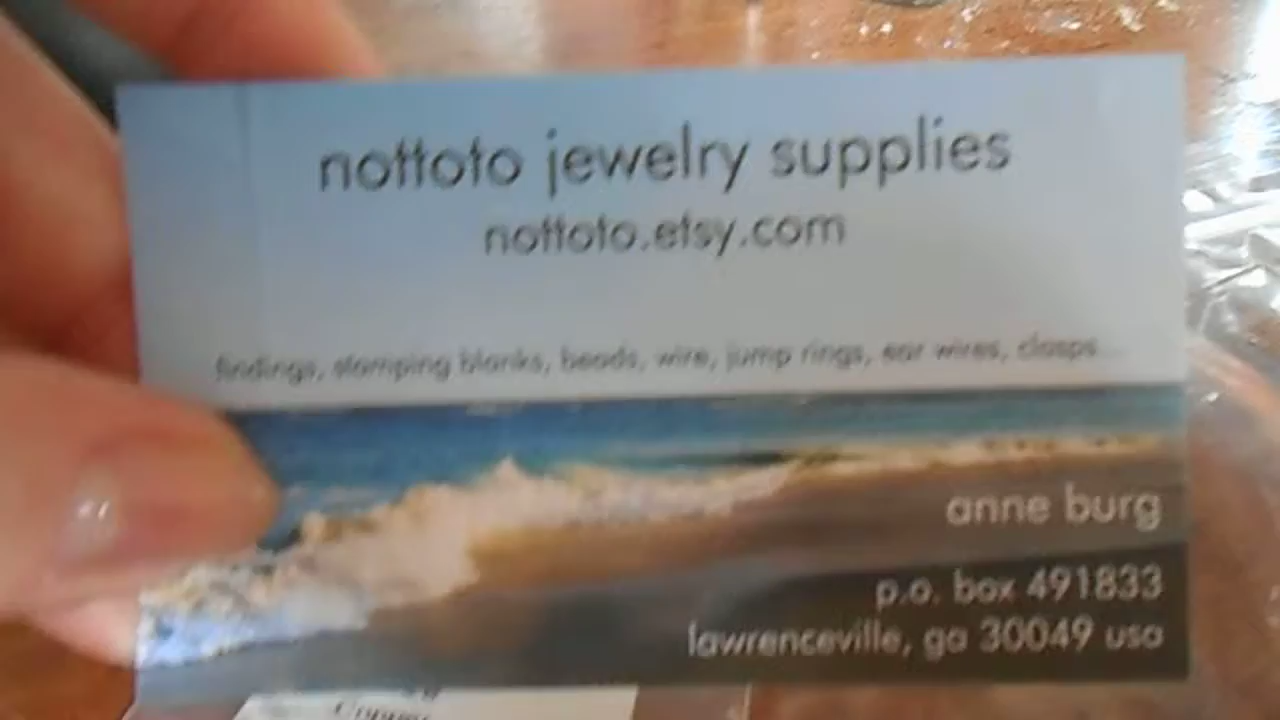 nottoto jewelry supplies
nottoto.etsy.com
findings, stamping blanks, beads, wire, jump rings, ear wires, clasps
anne burg
p.o. box 491833
lawrenceville, ga 30049 usa